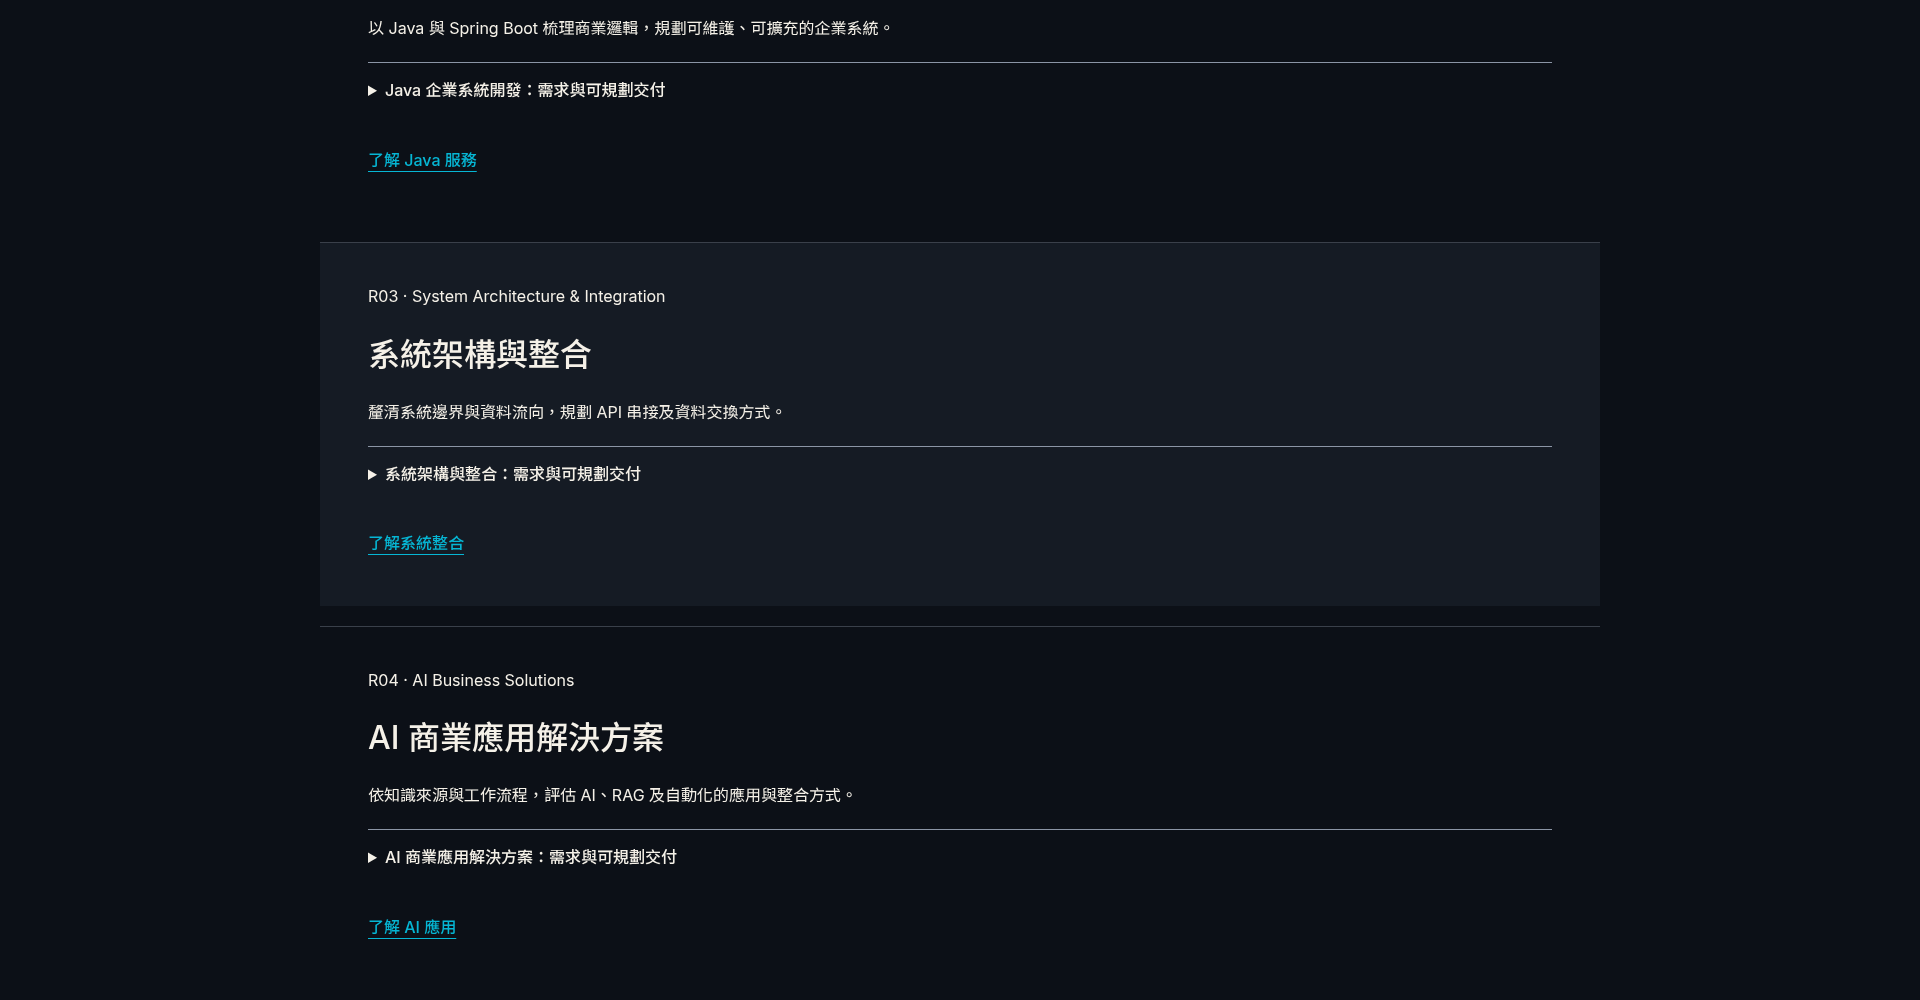 以 Java 與 Spring Boot 梳理商業邏輯，規劃可維護、可擴充的企業系統。
▶ Java 企業系統開發：需求與可規劃交付
了解 Java 服務
R03 · System Architecture & Integration
系統架構與整合
釐清系統邊界與資料流向，規劃 API 串接及資料交換方式。
▶ 系統架構與整合：需求與可規劃交付
了解系統整合
R04 · AI Business Solutions
AI 商業應用解決方案
依知識來源與工作流程，評估 AI、RAG 及自動化的應用與整合方式。
▶ AI 商業應用解決方案：需求與可規劃交付
了解 AI 應用